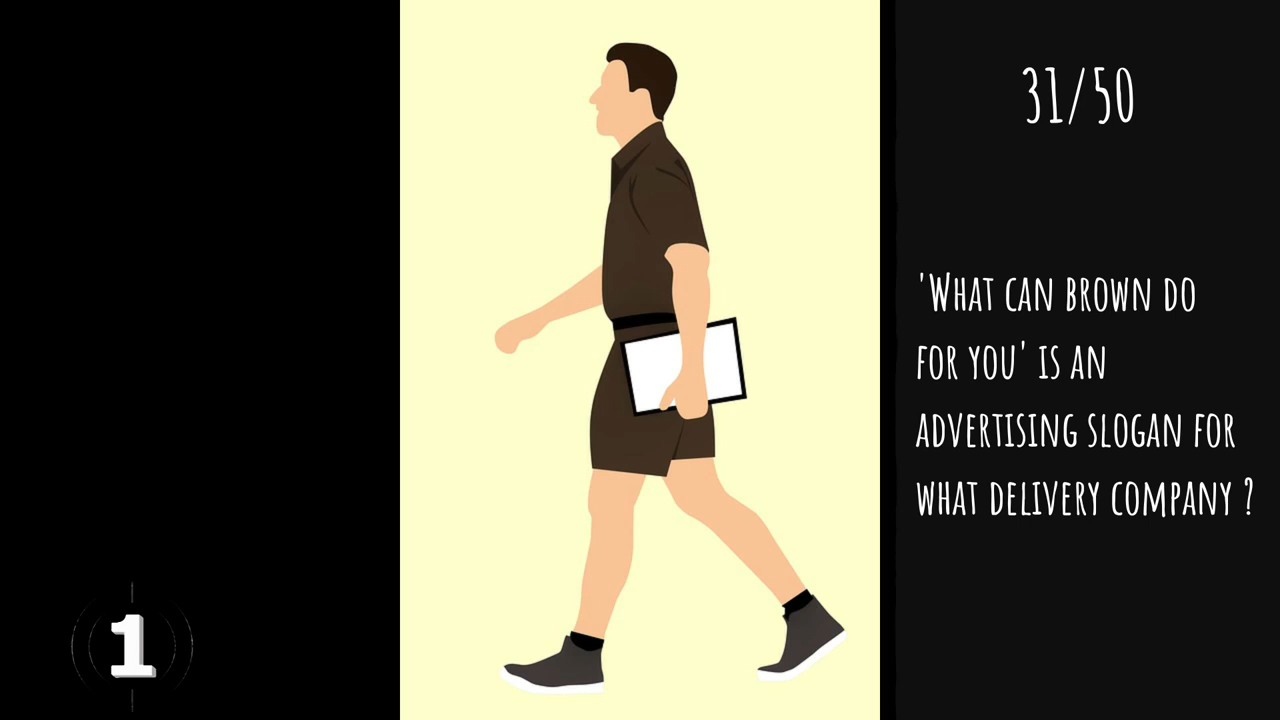 31/50
'What can brown do
for you' is an
advertising slogan for
what delivery company ?
1